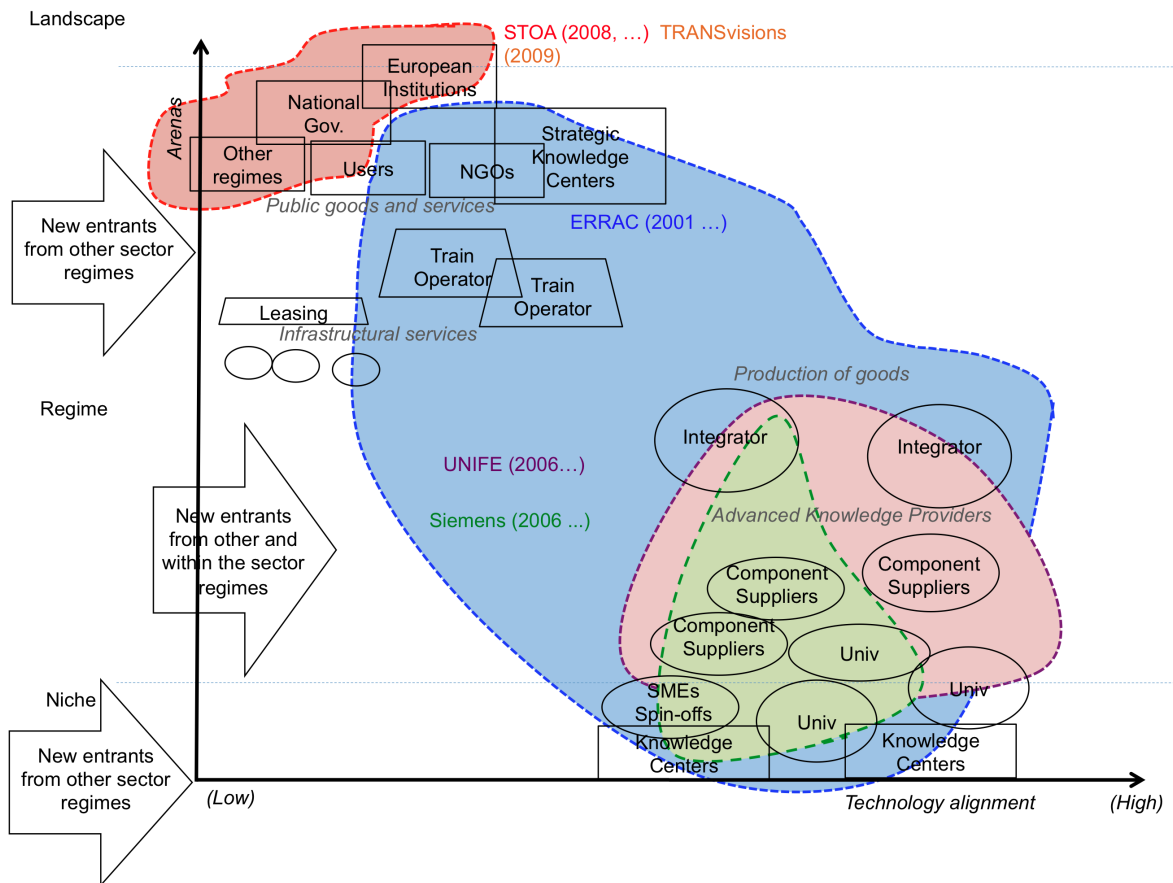 Landscape
STOA (2008, …)  TRANSvisions
(2009)
European
Institutions
National
Gov.
Arenas
Strategic
Knowledge
Centers
Other
regimes
Users
NGOs
Public goods and services
ERRAC (2001 …)
New entrants
from other sector
regimes
Train
Operator
Train
Operator
Leasing
Infrastructural services
Production of goods
Regime
Integrator
Integrator
UNIFE (2006…)
Siemens (2006 ...)
Advanced Knowledge Providers
New entrants
from other and
within the sector
regimes
Component
Suppliers
Component
Suppliers
Component
Suppliers
Univ
Niche
SMEs
Spin-offs
Univ
Univ
Knowledge
Centers
Knowledge
Centers
New entrants
from other sector
regimes
(Low)
Technology alignment
(High)